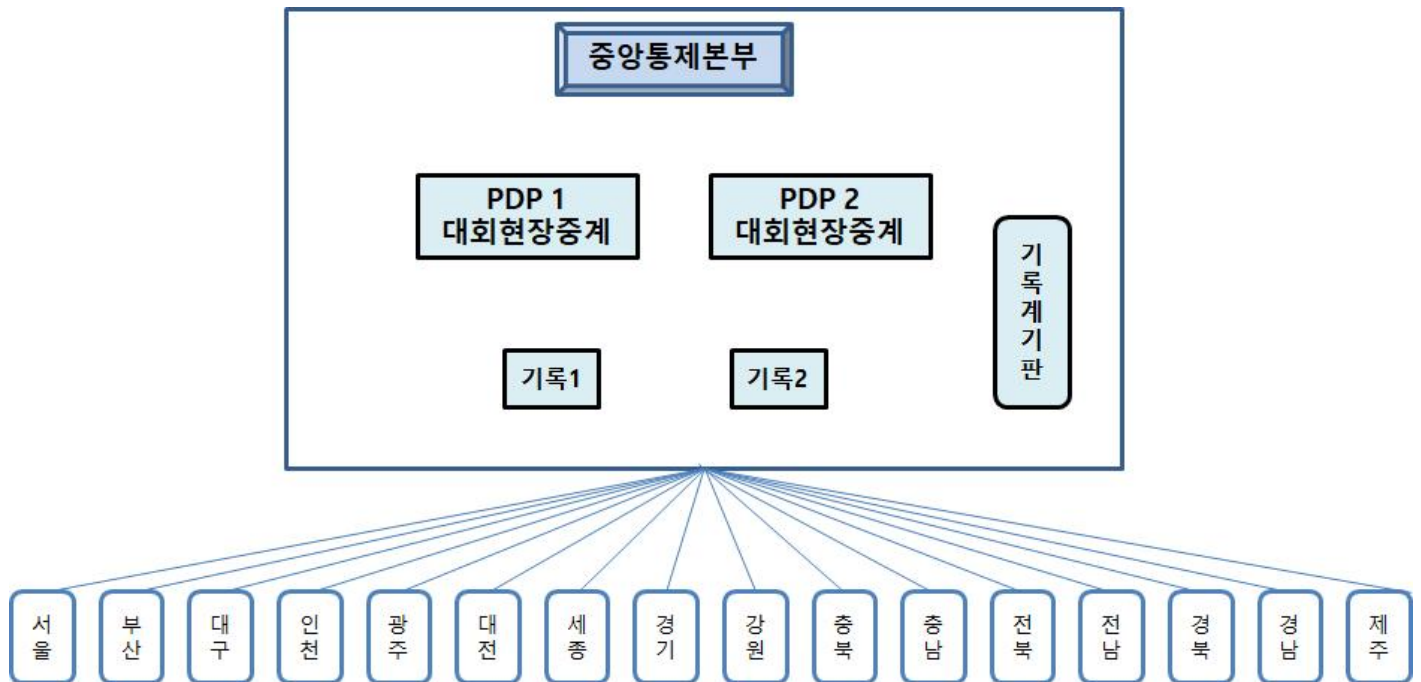 중앙통제본부
PDP 1
대회현장중계
PDP 2
대회현장중계
기록계기판
기록1
기록2
서울
부산
대구
인천
광주
대전
세종
경기
강원
충북
충남
전북
전남
경북
경남
제주